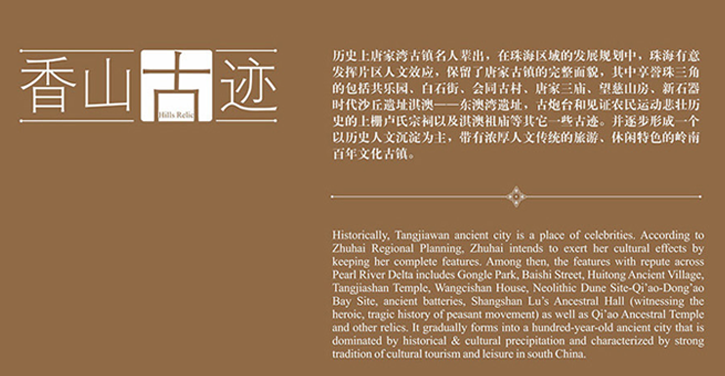 香山古迹
Hills Relic
历史上唐家湾古镇名人辈出，在珠海区域的发展规划中，珠海有意
发挥片区人文效应，保留了唐家古镇的完整面貌，其中享誉珠三角
的包括共乐园、白石街、会同古村、唐家三庙、望慈山房、新石器
时代沙丘遗址淇澳——东澳湾遗址，古炮台和见证农民运动悲壮历
史的上栅卢氏宗祠以及淇澳祖庙等其它一些古迹。并逐步形成一个
以历史人文沉淀为主，带有浓厚人文传统的旅游、休闲特色的岭南
百年文化古镇。
Historically, Tangjiawan ancient city is a place of celebrities. According to
Zhuhai Regional Planning, Zhuhai intends to exert her cultural effects by
keeping her complete features. Among then, the features with repute across
Pearl River Delta includes Gongle Park, Baishi Street, Huitong Ancient Village,
Tangjiashan Temple, Wangcishan House, Neolithic Dune Site-Qi'ao-Dong'ao
Bay Site, ancient batteries, Shangshan Lu's Ancestral Hall (witnessing the
heroic, tragic history of peasant movement) as well as Qi'ao Ancestral Temple
and other relics. It gradually forms into a hundred-year-old ancient city that is
dominated by historical & cultural precipitation and characterized by strong
tradition of cultural tourism and leisure in south China.